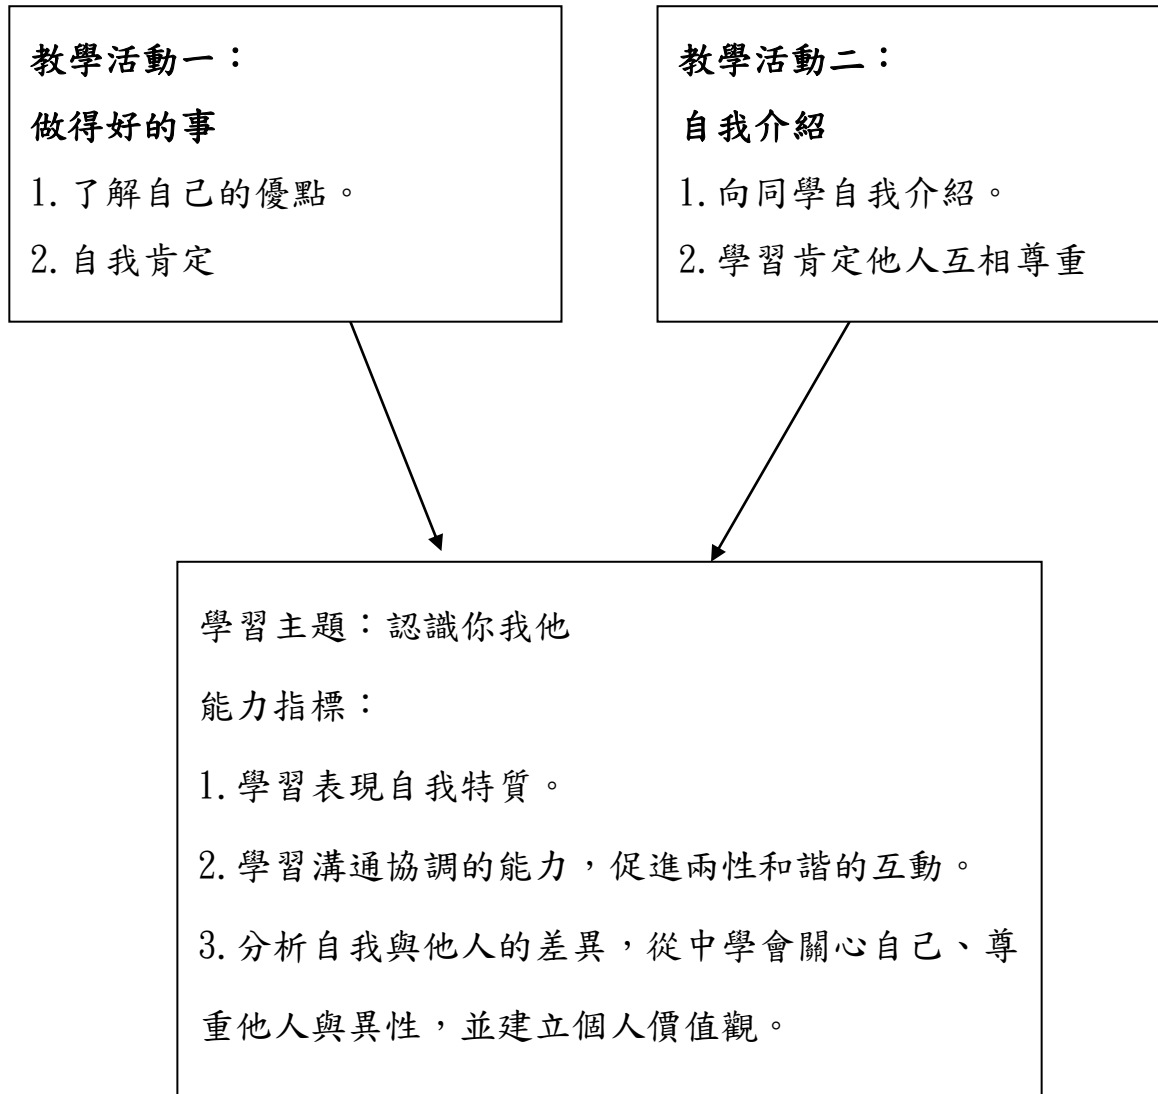 教學活動一：
做得好的事
1.了解自己的優點。
2.自我肯定
教學活動二：
自我介紹
1.向同學自我介紹。
2.學習肯定他人互相尊重
學習主題：認識你我他
能力指標：
1.學習表現自我特質。
2.學習溝通協調的能力，促進兩性和諧的互動。
3.分析自我與他人的差異，從中學會關心自己、尊
重他人與異性，並建立個人價值觀。